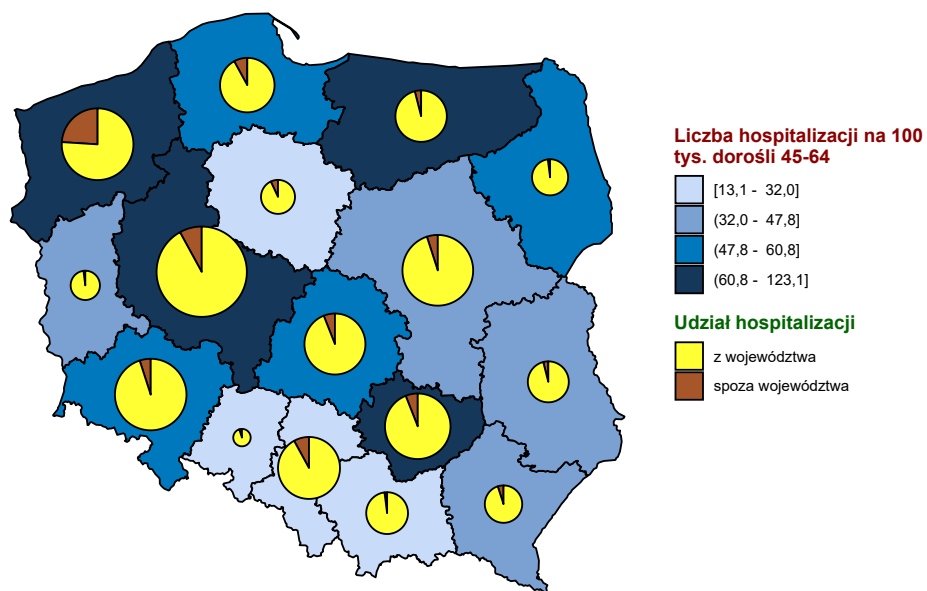 Liczba hospitalizacji na 100
tys. dorośli 45-64
[13,1 - 32,0]
(32,0 - 47,8]
(47,8 - 60,8]
(60,8 - 123,1]
Udział hospitalizacji
z województwa
spoza województwa